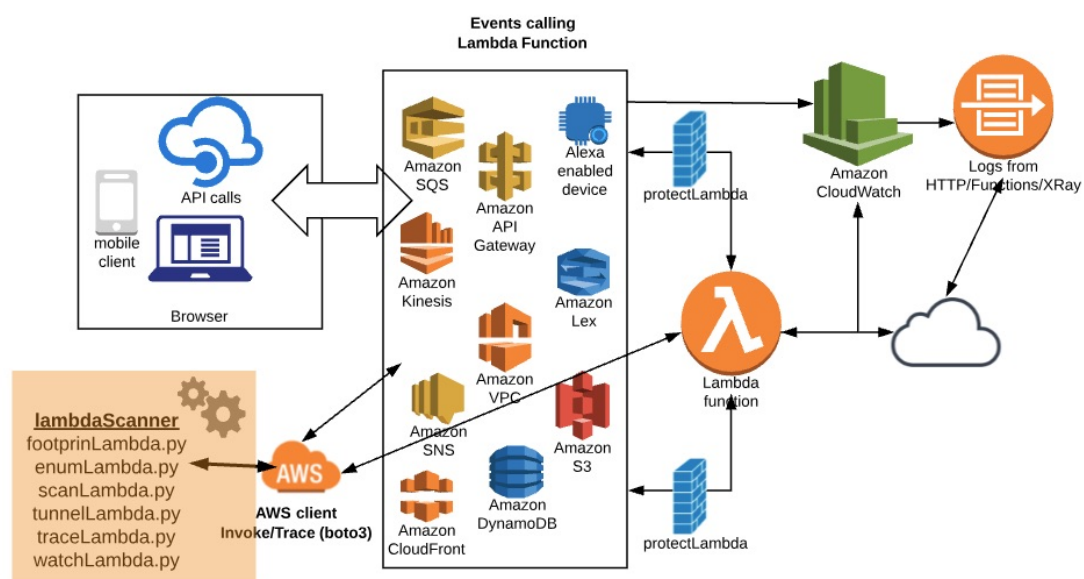 Events calling
Lambda Function
API calls
mobile
client
Browser
Amazon
SQS
Amazon
API
Gateway
Alexa
enabled
device
Amazon
Kinesis
Amazon
Lex
Amazon
VPC
Amazon
SNS
Amazon
S3
Amazon
DynamoDB
Amazon
CloudFront
protectLambda
Amazon
CloudWatch
Logs from
HTTP/Functions/XRay
Lambda
function
protectLambda
lambdaScanner
footprinLambda.py
enumLambda.py
scanLambda.py
tunnelLambda.py
traceLambda.py
watchLambda.py
AWS
AWS client
Invoke/Trace (boto3)